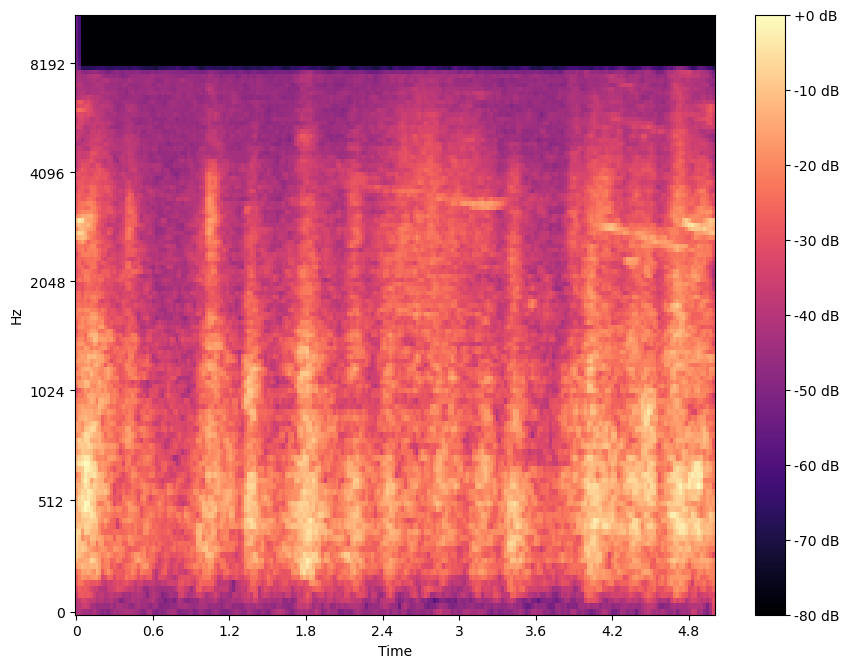 +0 dB
8192
-10 dB
4096
-20 dB
-30 dB
2048
-40 dB
Hz
1024
-50 dB
-60 dB
512
-70 dB
0
-80 dB
0 0.6 1.2 1.8 2.4 3 3.6 4.2 4.8
Time